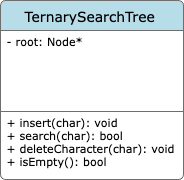 TernarySearchTree
- root: Node*
+ insert(char): void
+ search(char): bool
+ deleteCharacter(char): void
+ isEmpty(): bool